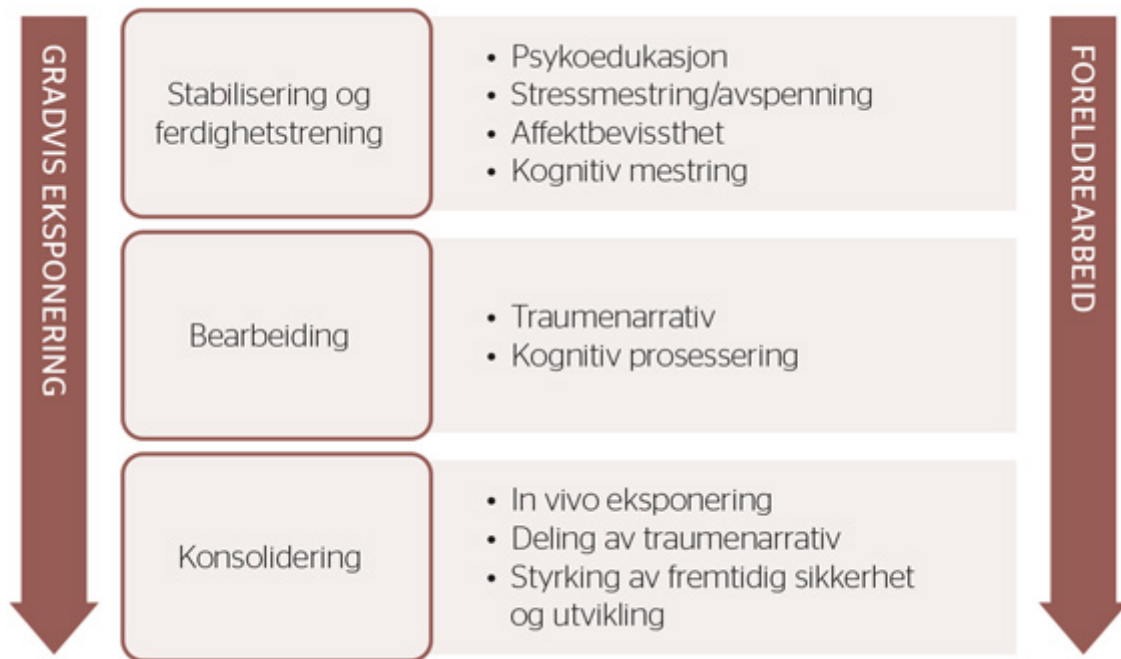 GRADVIS EKSPONERING
Stabilisering og
ferdighetstrening
• Psykoedukasjon
• Stressmestring/avspenning
• Affektbevissthet
• Kognitiv mestring
Bearbeiding
• Traumenarrativ
• Kognitiv prosessering
Konsolidering
• In vivo eksponering
• Deling av traumenarrativ
• Styrking av fremtidig sikkerhet
og utvikling
FORELDREARBEID